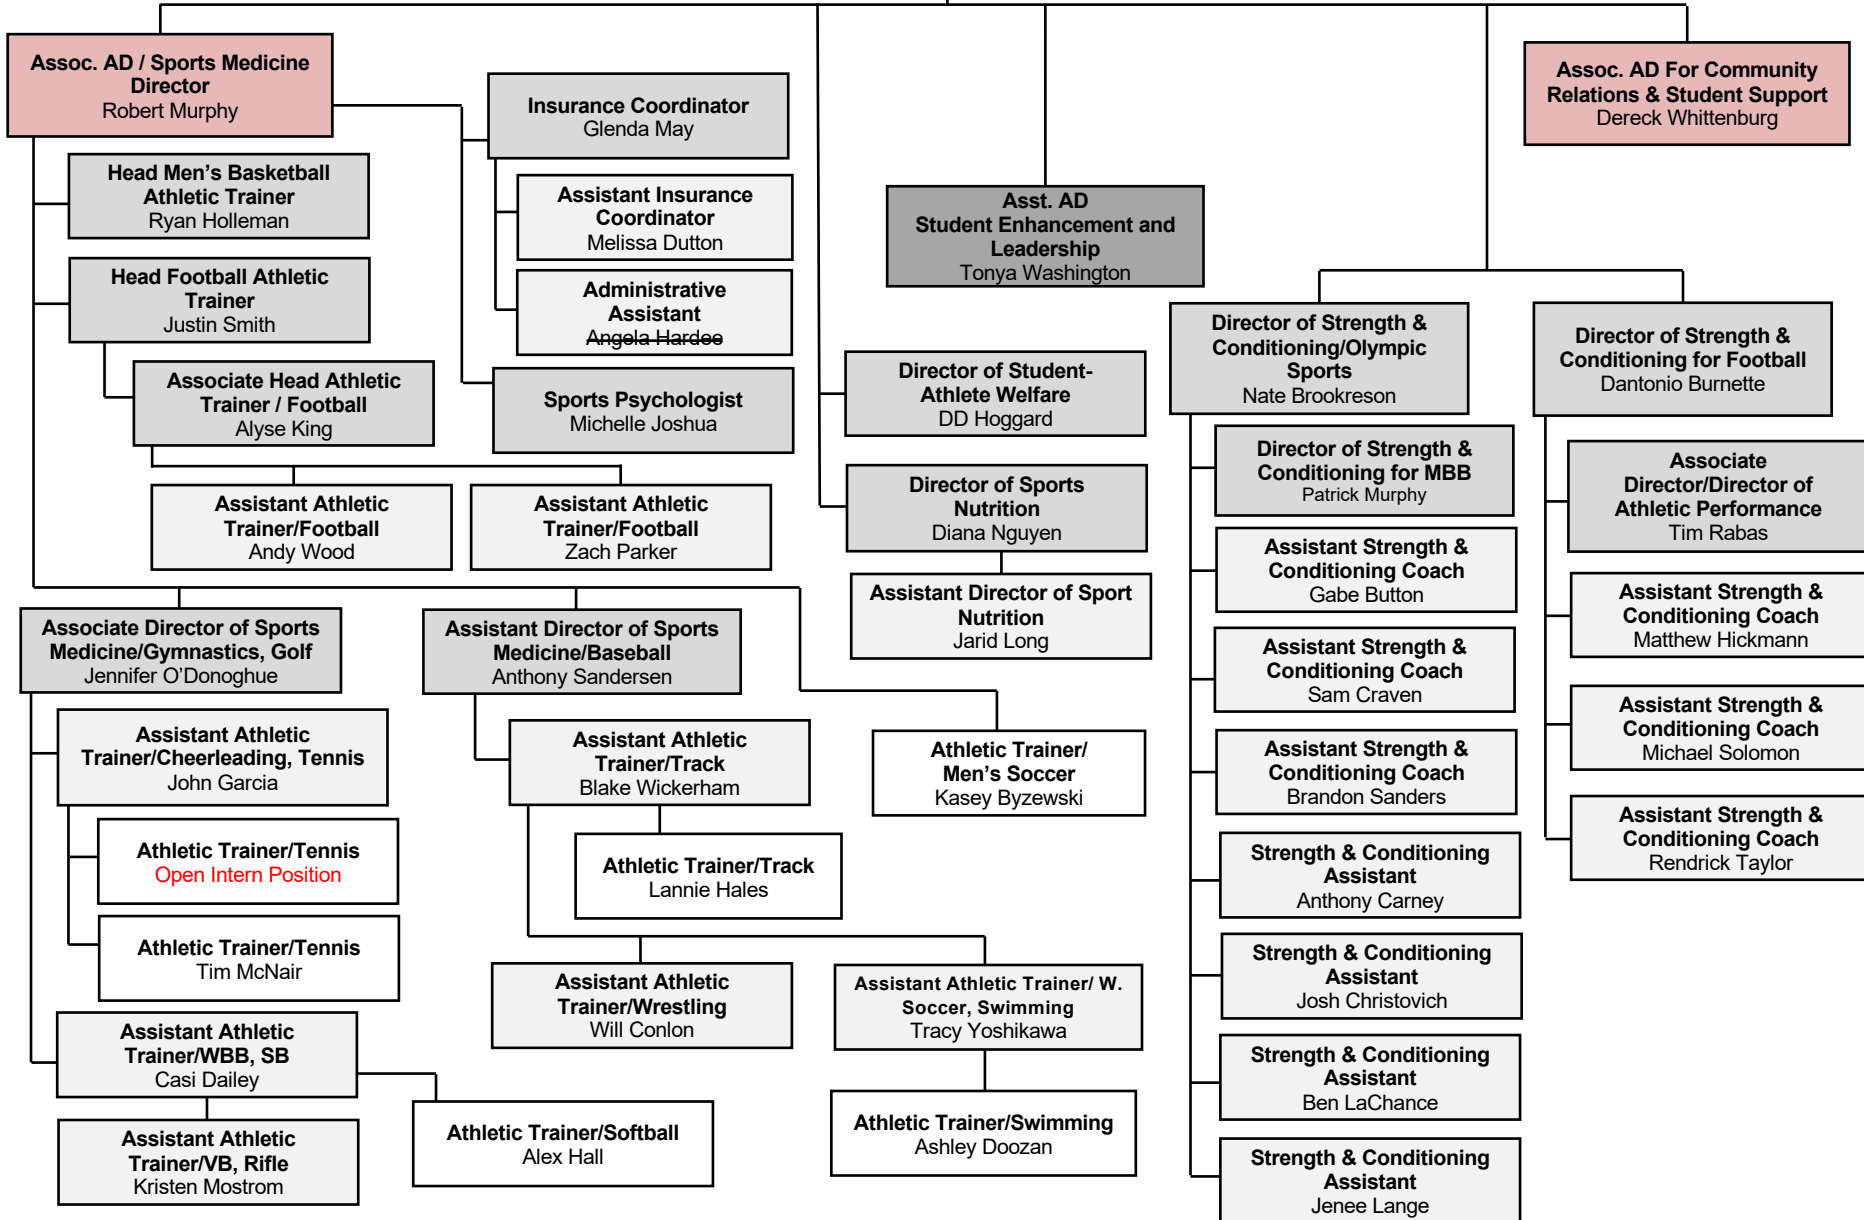 Assoc. AD / Sports Medicine
Director
Robert Murphy
Head Men’s Basketball
Athletic Trainer
Ryan Holleman
Head Football Athletic
Trainer
Justin Smith
Associate Head Athletic
Trainer / Football
Alyse King
Assistant Athletic
Trainer/Football
Andy Wood
Assistant Athletic
Trainer/Football
Zach Parker
Insurance Coordinator
Glenda May
Assistant Insurance
Coordinator
Melissa Dutton
Administrative
Assistant
Angela Hardee
Sports Psychologist
Michelle Joshua
Associate Director of Sports
Medicine/Gymnastics, Golf
Jennifer O’Donoghue
Assistant Athletic
Trainer/Cheerleading, Tennis
John Garcia
Athletic Trainer/Tennis
Open Intern Position
Athletic Trainer/Tennis
Tim McNair
Assistant Athletic
Trainer/WBB, SB
Casi Dailey
Assistant Athletic
Trainer/VB, Rifle
Kristen Mostrom
Athletic Trainer/Softball
Alex Hall
Assistant Director of Sports
Medicine/Baseball
Anthony Sandersen
Assistant Athletic
Trainer/Track
Blake Wickerham
Athletic Trainer/Track
Lannie Hales
Assistant Athletic
Trainer/Wrestling
Will Conlon
Assistant Athletic Trainer/ W.
Soccer, Swimming
Tracy Yoshikawa
Athletic Trainer/Swimming
Ashley Doozan
Athletic Trainer/
Men’s Soccer
Kasey Byzewski
Director of Student-
Athlete Welfare
DD Hoggard
Director of Sports
Nutrition
Diana Nguyen
Assistant Director of Sport
Nutrition
Jarid Long
Asst. AD
Student Enhancement and
Leadership
Tonya Washington
Director of Strength &
Conditioning/Olympic
Sports
Nate Brookreson
Director of Strength &
Conditioning for MBB
Patrick Murphy
Assistant Strength &
Conditioning Coach
Gabe Button
Assistant Strength &
Conditioning Coach
Sam Craven
Assistant Strength &
Conditioning Coach
Brandon Sanders
Strength & Conditioning
Assistant
Anthony Carney
Strength & Conditioning
Assistant
Josh Christovich
Strength & Conditioning
Assistant
Ben LaChance
Strength & Conditioning
Assistant
Jenee Lange
Director of Strength &
Conditioning for Football
Dantonio Burnette
Associate
Director/Director of
Athletic Performance
Tim Rabas
Assistant Strength &
Conditioning Coach
Matthew Hickmann
Assistant Strength &
Conditioning Coach
Michael Solomon
Assistant Strength &
Conditioning Coach
Rendrick Taylor
Assoc. AD For Community
Relations & Student Support
Dereck Whittenburg